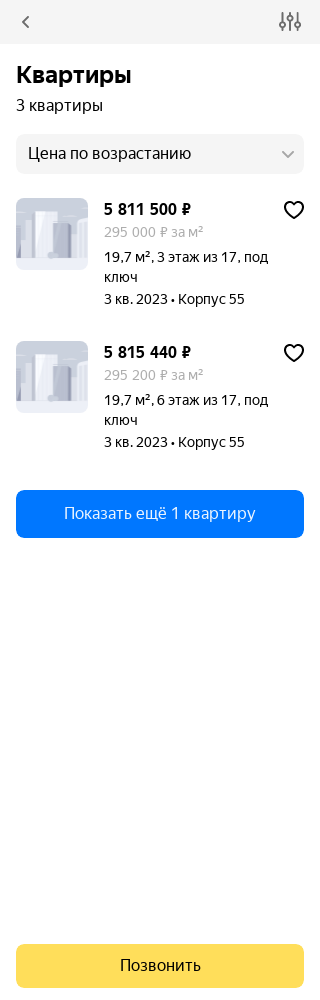 Квартиры
3 квартиры
Цена по возрастанию
5 811 500 ₽
295 000 ₽ за м²
19,7 м², 3 этаж из 17, под
ключ
3 кв. 2023 • Корпус 55
5 815 440 ₽
295 200 ₽ за м²
19,7 м², 6 этаж из 17, под
ключ
3 кв. 2023 • Корпус 55
Показать ещё 1 квартиру
Позвонить